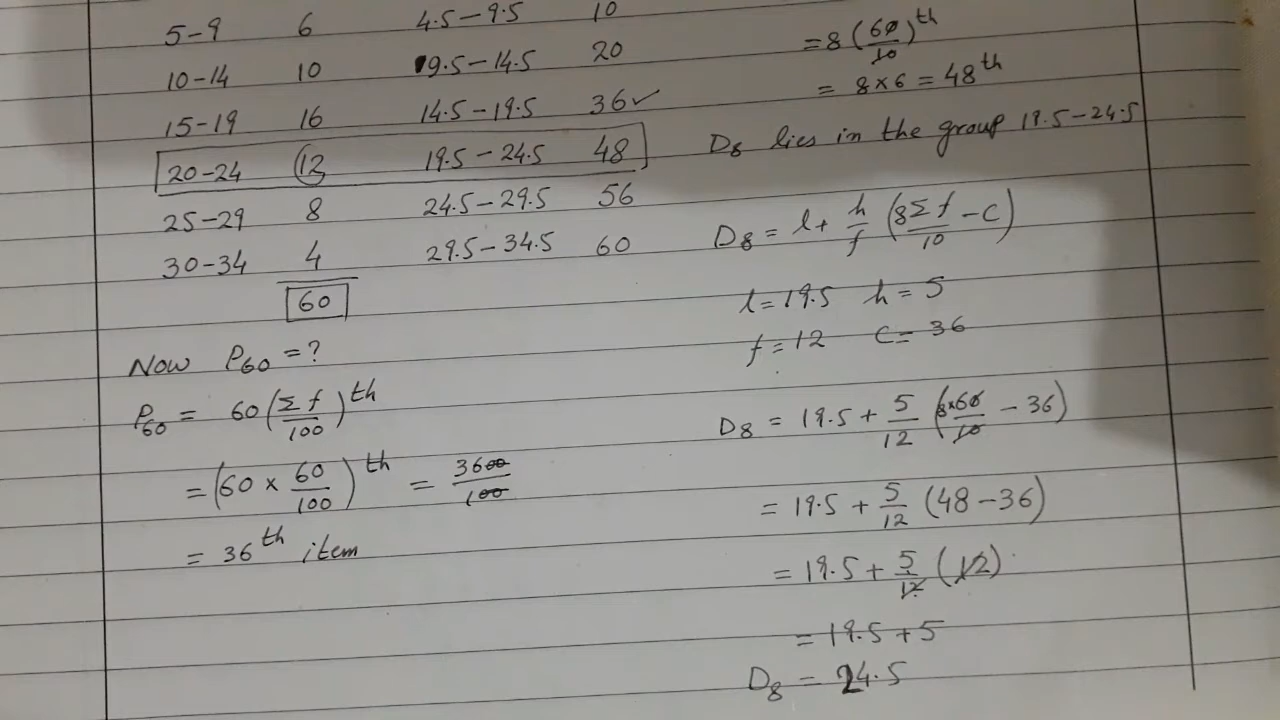 5-9 6 4.5-9.5 10
10-14 10 9.5-14.5 20
15-19 16 14.5-19.5 36✓
20-24 12 19.5-24.5 48
25-29 8 24.5-29.5 56
30-34 4 29.5-34.5 60
60
Now P60 = ?
P60 = 60(Σf/100)th
= (60 × 60/100)th = 3600/100
= 36th item
= 8(60/10)th
= 8×6 = 48th
D8 lies in the group 19.5-24.5
D8 = l + h/f (8Σf/10 - C)
l = 19.5 h = 5
f = 12 C = 36
D8 = 19.5 + 5/12 (8×60/10 - 36)
= 19.5 + 5/12 (48-36)
= 19.5 + 5/12 (12)
= 19.5 + 5
D8 = 24.5